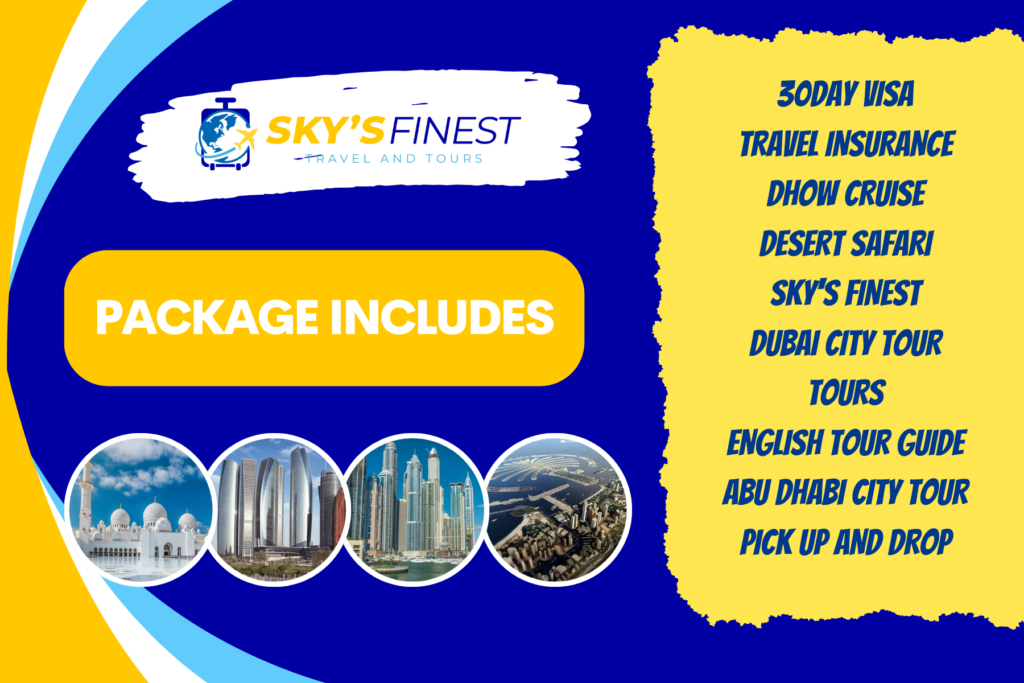 SKY'S FINEST
TRAVEL AND TOURS
PACKAGE INCLUDES
30DAY VISA
TRAVEL INSURANCE
DHOW CRUISE
DESERT SAFARI
SKY'S FINEST
DUBAI CITY TOUR
TOURS
ENGLISH TOUR GUIDE
ABU DHABI CITY TOUR
PICK UP AND DROP